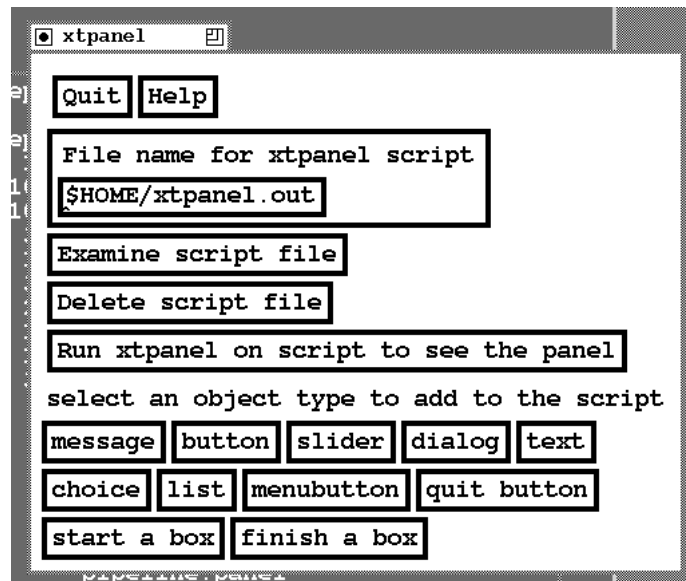 xtpanel
Quit Help
File name for xtpanel script
$HOME/xtpanel.out
Examine script file
Delete script file
Run xtpanel on script to see the panel
select an object type to add to the script
message button slider dialog text
choice list menubutton quit button
start a box finish a box
pipeline.panel